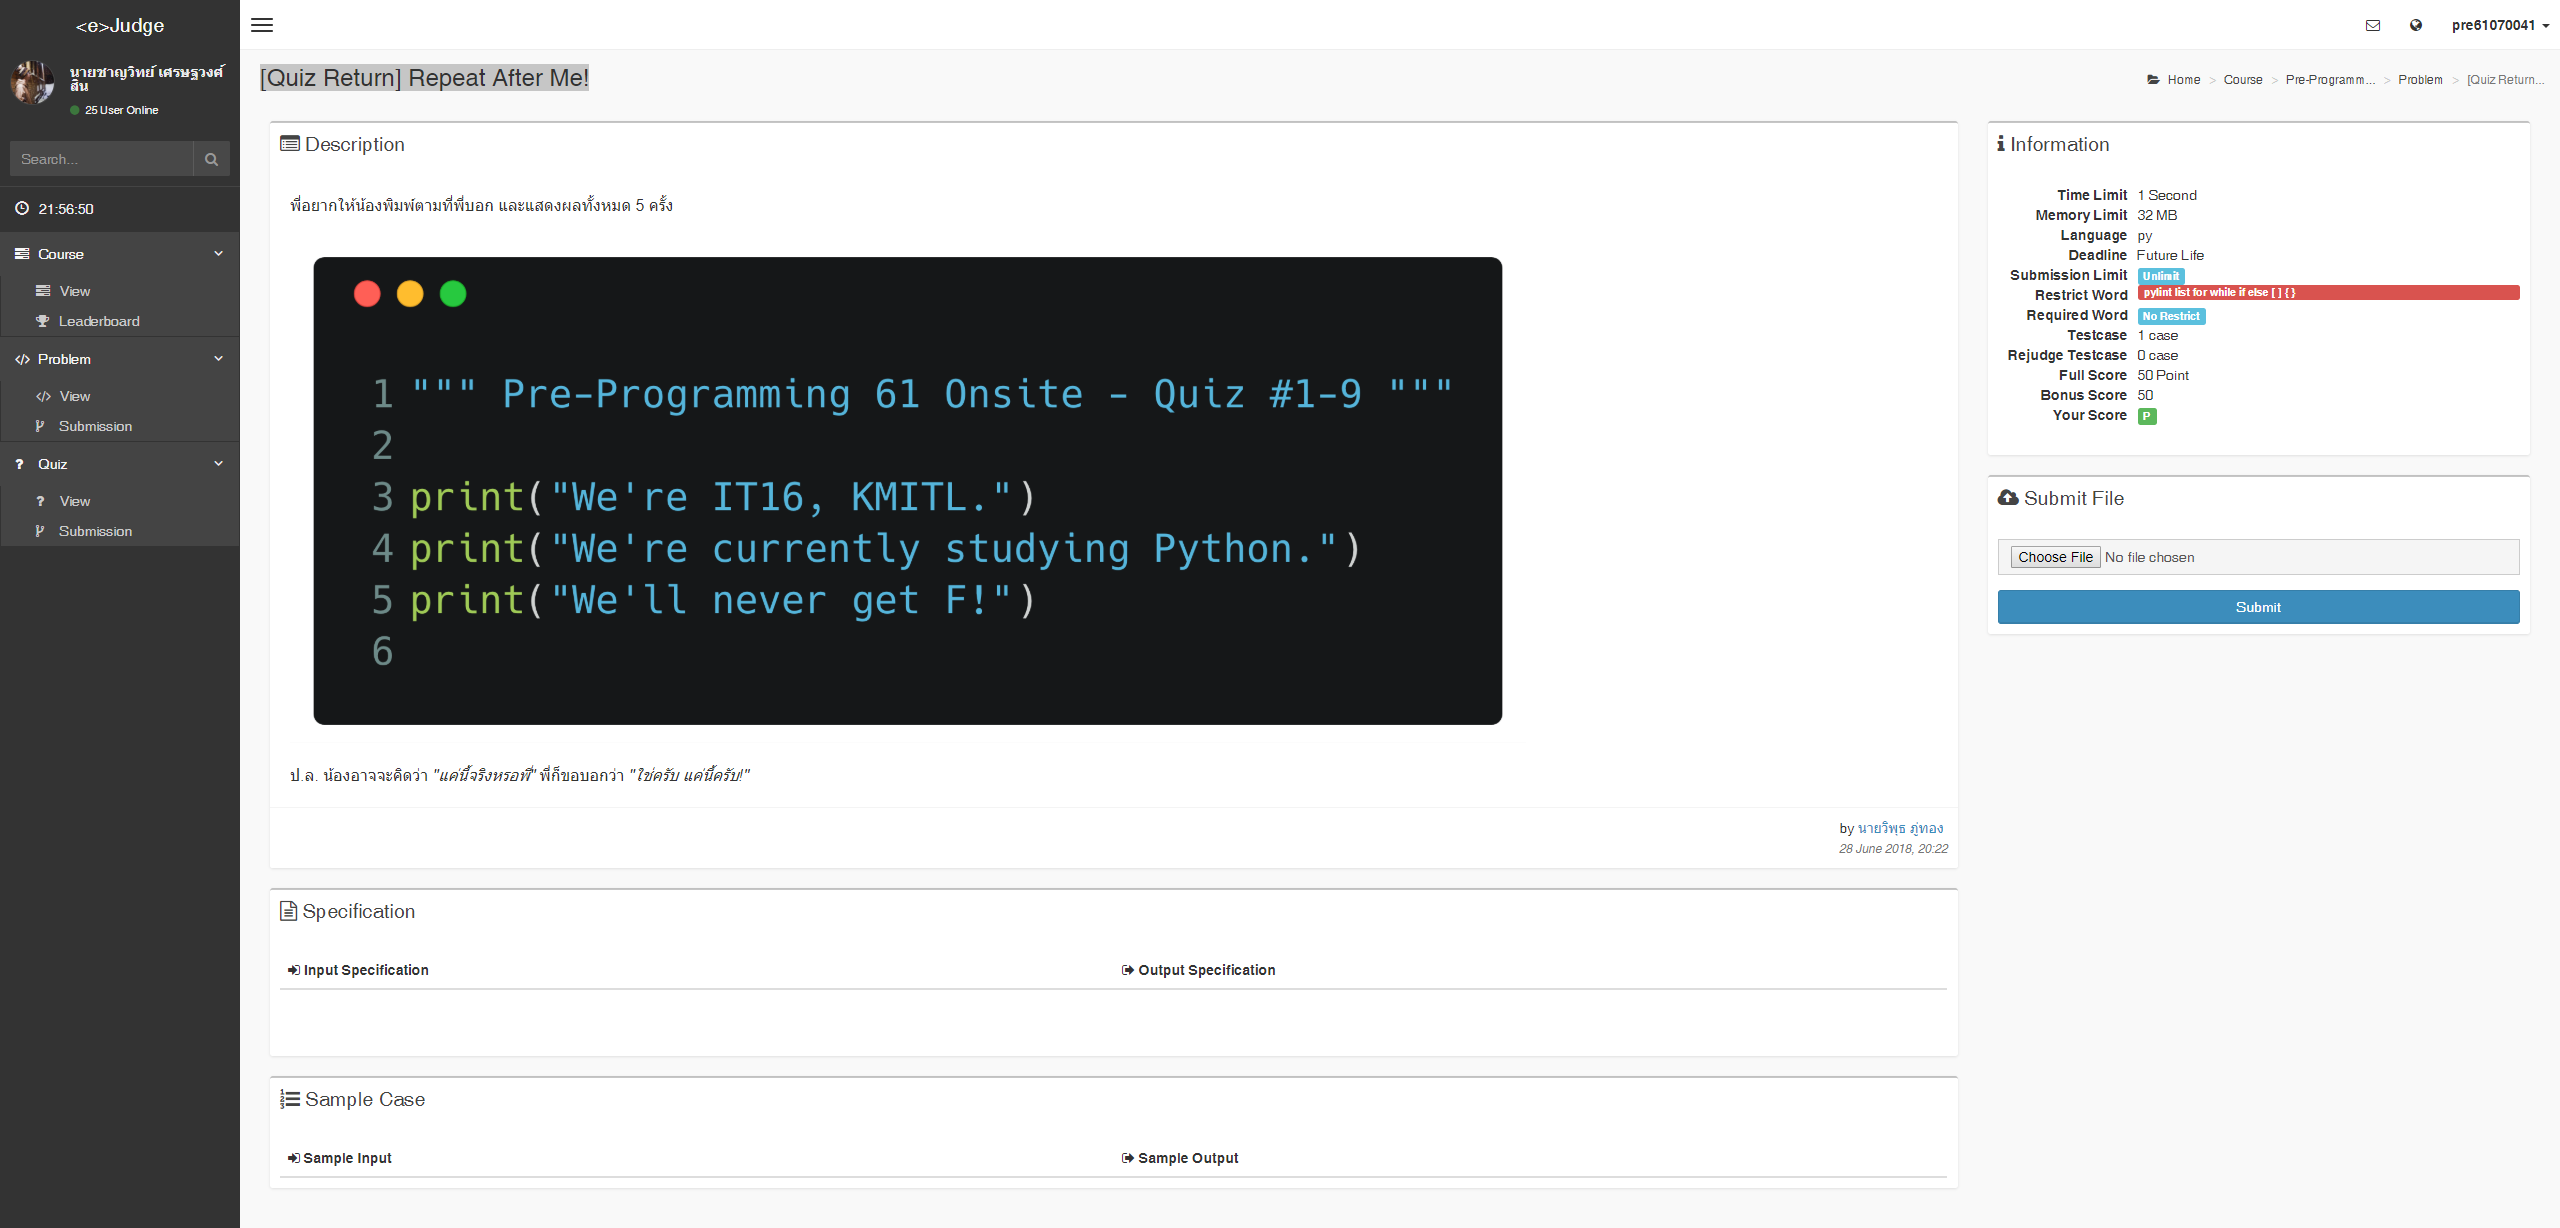 <e>Judge
pre61070041
นายชาญวิทย์ เศรษฐวงศ์
สิน
25 User Online
Search...
21:56:50
Course
View
Leaderboard
Problem
View
Submission
Quiz
View
Submission
[Quiz Return] Repeat After Me!
Home > Course > Pre-Programm... > Problem > [Quiz Return...
Description
พี่อยากให้น้องพิมพ์ตามที่พี่บอก และแสดงผลทั้งหมด 5 ครั้ง
1 """ Pre-Programming 61 Onsite - Quiz #1-9 """
2
3 print("We're IT16, KMITL.")
4 print("We're currently studying Python.")
5 print("We'll never get F!")
6
ป.ล. น้องอาจจะคิดว่า "แค่นี้จริงหรอพี่" พี่ก็ขอบอกว่า "ใช่ครับ แค่นี้ครับ!"
by นายวิพุธ ภู่ทอง
28 June 2018, 20:22
Specification
Input Specification
Output Specification
Sample Case
Sample Input
Sample Output
Information
Time Limit 1 Second
Memory Limit 32 MB
Language py
Deadline Future Life
Submission Limit Unlimit
Restrict Word pylint list for while if else [ ] { }
Required Word No Restrict
Testcase 1 case
Rejudge Testcase 0 case
Full Score 50 Point
Bonus Score 50
Your Score P
Submit File
Choose File No file chosen
Submit